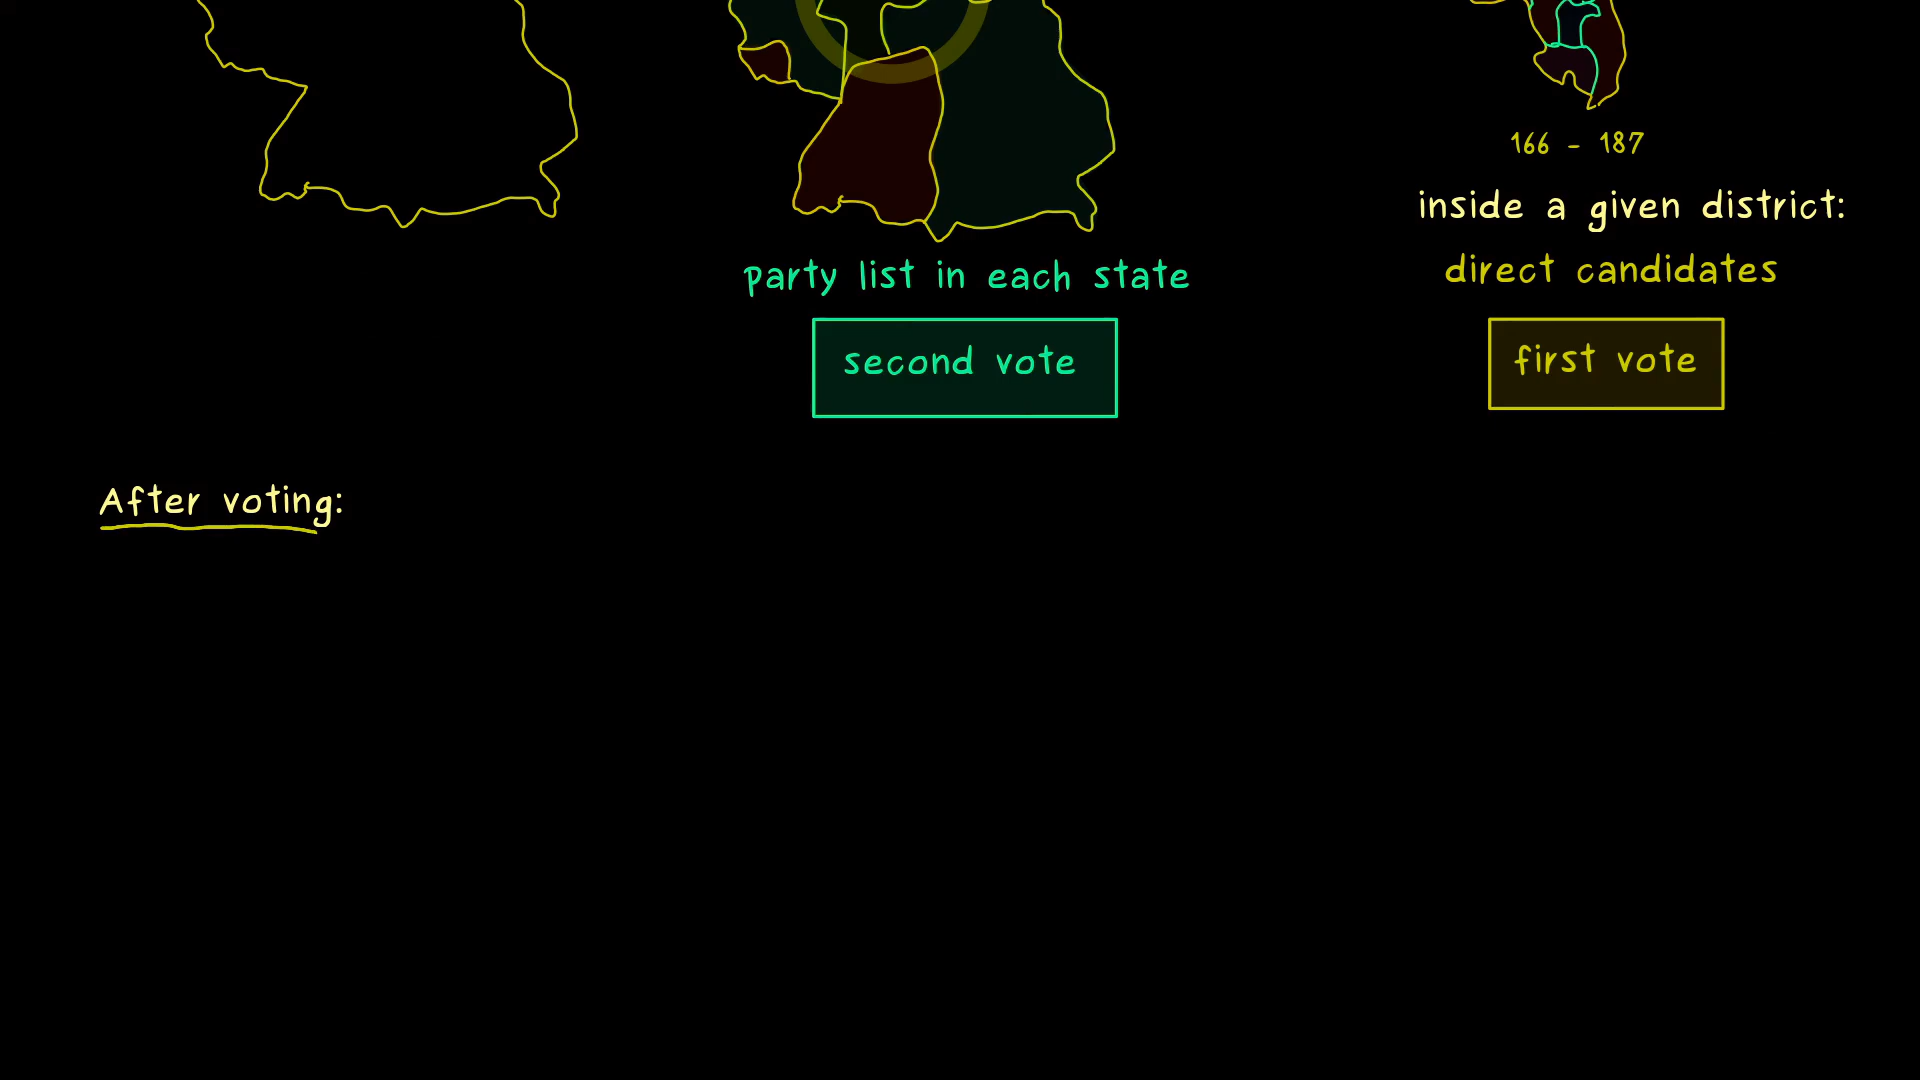 166 - 187
inside a given district:
party list in each state
direct candidates
second vote
first vote
After voting: